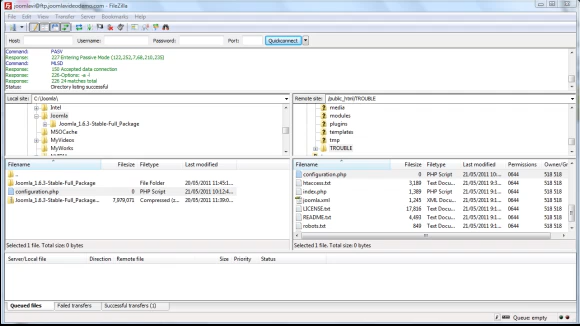 joomlavi@ftp.joomlavideodemo.com - FileZilla
File Edit View Transfer Server Bookmarks Help
Host: Username: Password: Port: Quickconnect
Command: PASV
Response: 227 Entering Passive Mode (122,252,7,68,210,235)
Command: MLSD
Response: 150 Accepted data connection
Response: 226-Options: -a -l
Response: 226 24 matches total
Status: Directory listing successful
Local site: C:\Joomla\
Remote site: /public_html/TROUBLE
Intel
Joomla
Joomla_1.6.3-Stable-Full_Package
MSOCache
MyVideos
MyWorks
media
modules
plugins
templates
tmp
TROUBLE
Filename Filesize Filetype Last modified
..
Joomla_1.6.3-Stable-Full_Package File Folder 20/05/2011 11:45:1...
configuration.php 0 PHP Script 21/05/2011 10:12:4...
Joomla_1.6.3-Stable-Full_Package... 7,979,071 Compressed (z... 20/05/2011 11:39:0...
Selected 1 file. Total size: 0 bytes
Filename Filesize Filetype Last modified Permissions Owner/Gr
configuration.php 0 PHP Script 21/05/2011 10:... 0644 518 518
htaccess.txt 3,189 Text Docu... 21/05/2011 9:3... 0644 518 518
index.php 1,389 PHP Script 21/05/2011 9:1... 0644 518 518
joomla.xml 1,245 XML Docu... 21/05/2011 9:1... 0644 518 518
LICENSE.txt 17,816 Text Docu... 21/05/2011 9:1... 0644 518 518
README.txt 4,493 Text Docu... 21/05/2011 9:1... 0644 518 518
robots.txt 849 Text Docu... 21/05/2011 9:1... 0644 518 518
Selected 1 file. Total size: 0 bytes
Server/Local file Direction Remote file Size Priority Status
Queued files Failed transfers Successful transfers (1)
Queue: empty